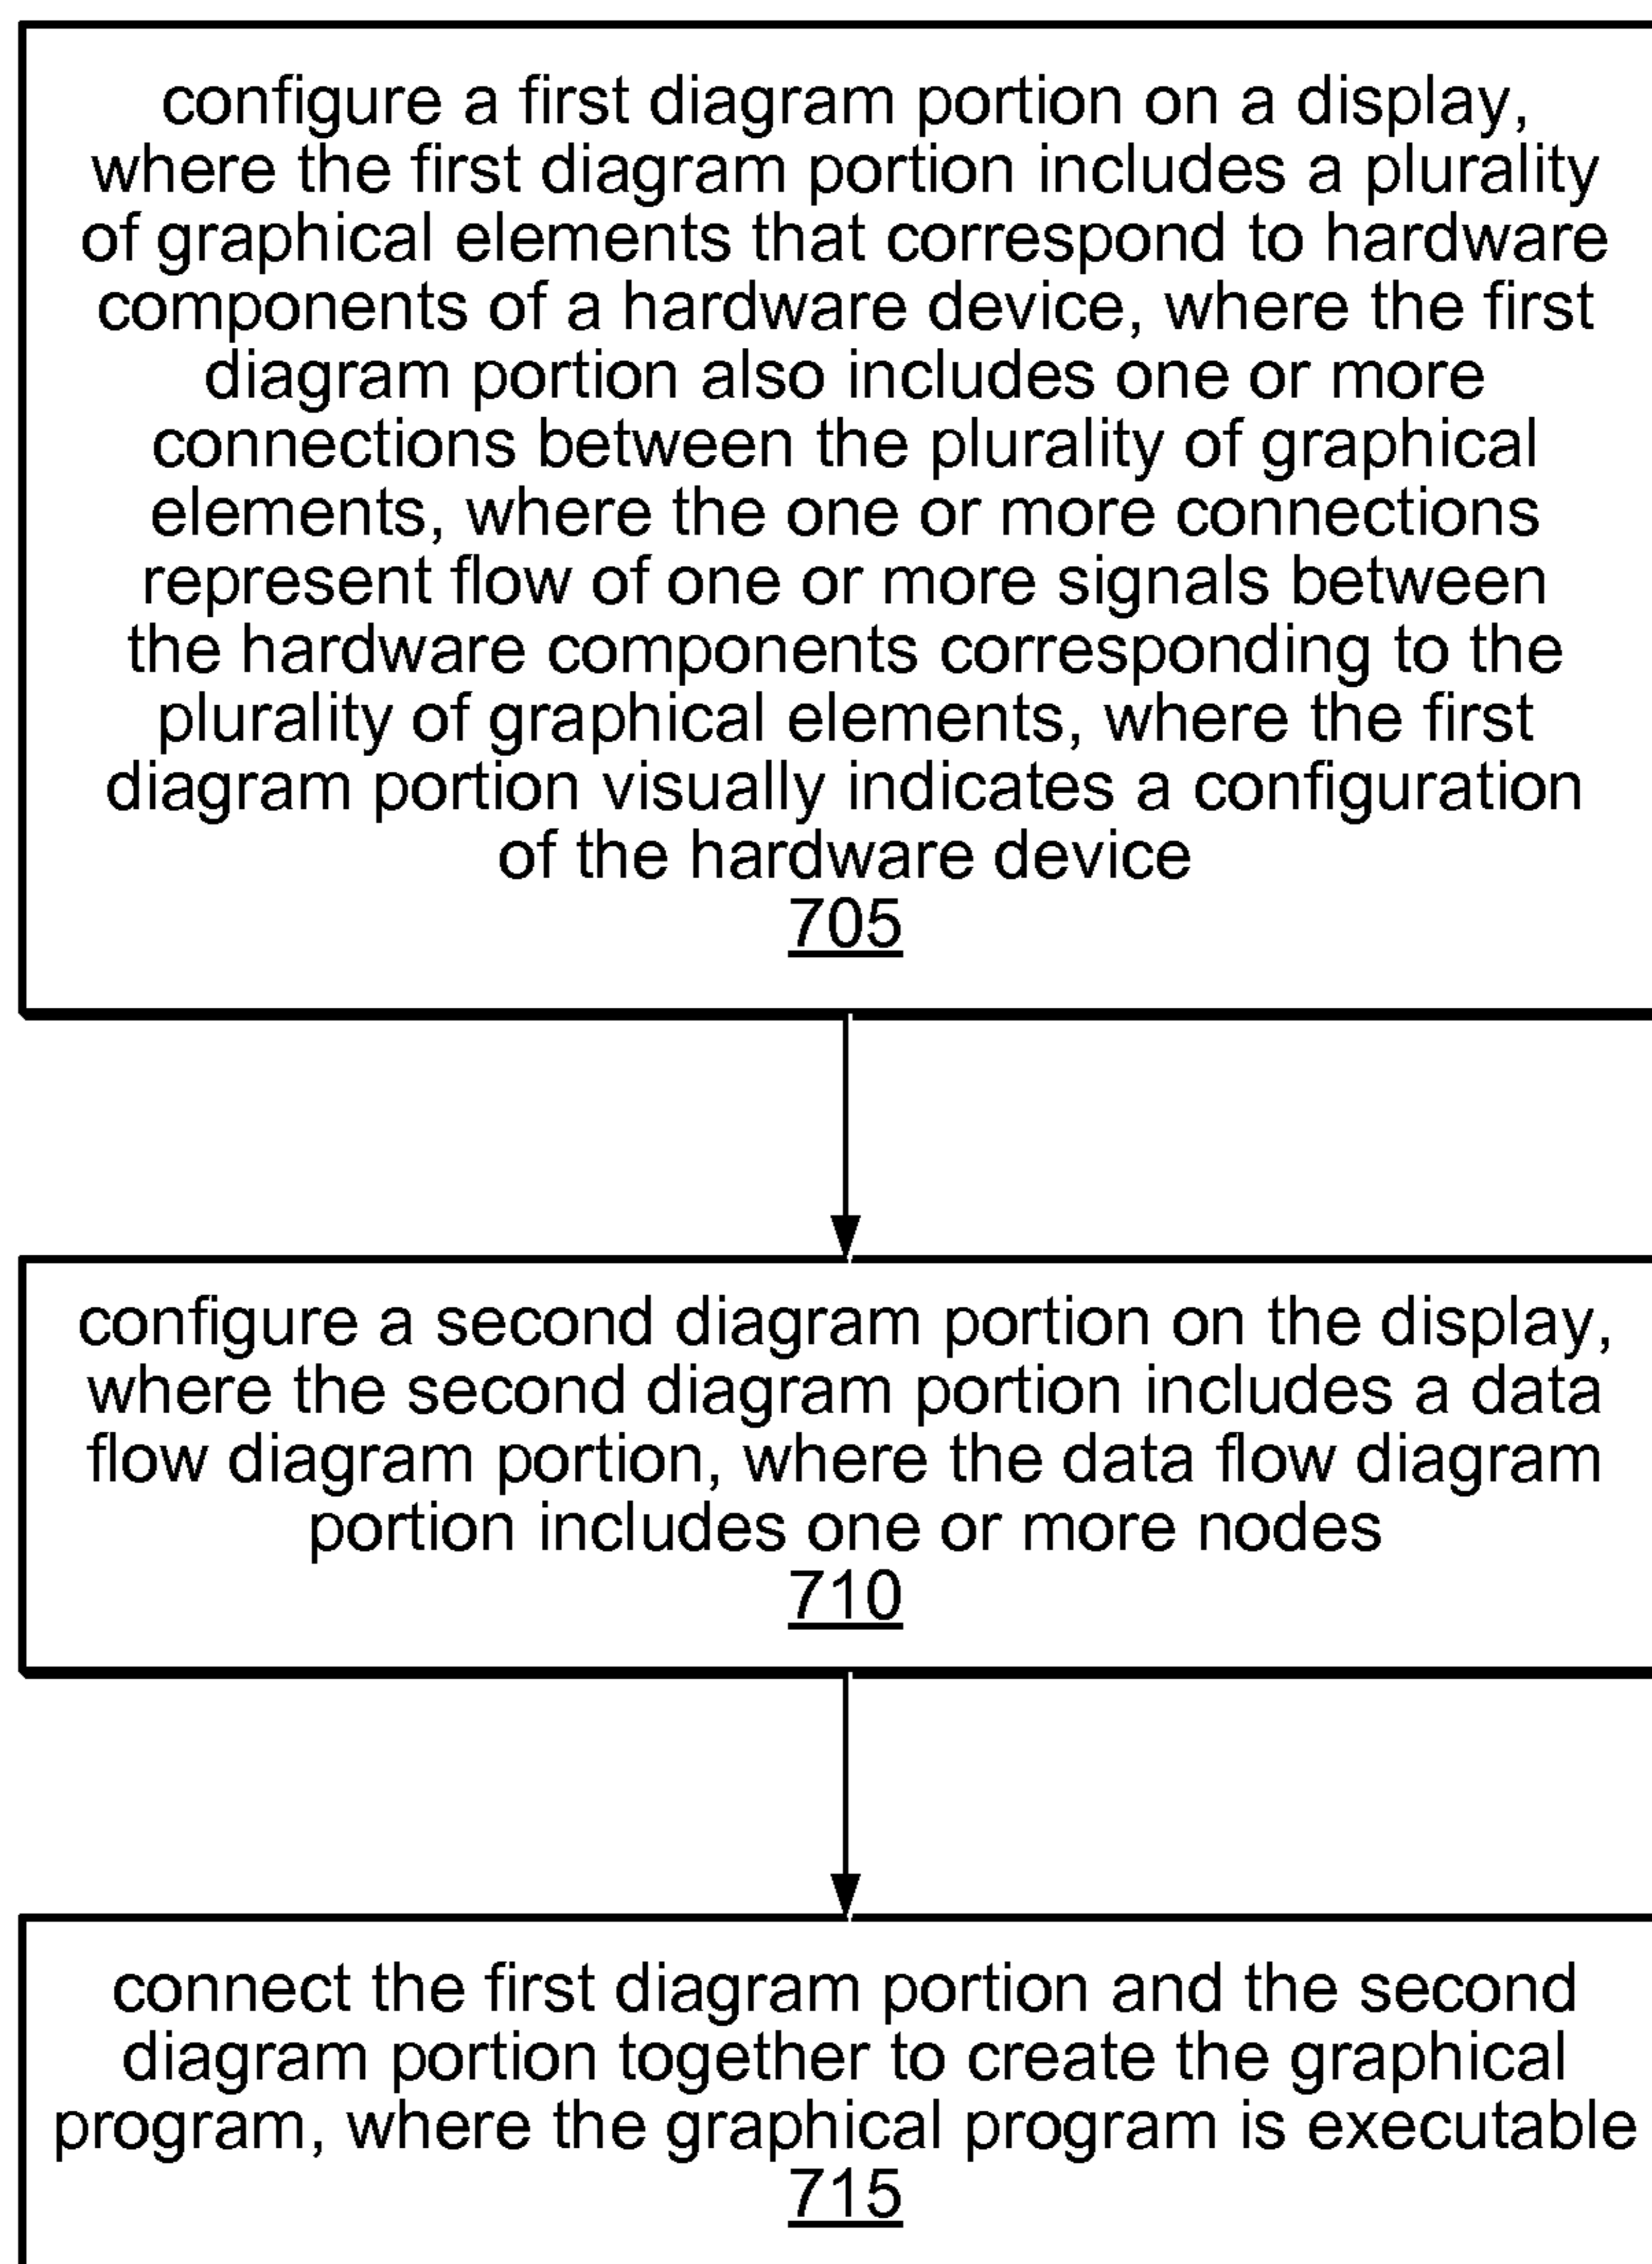 configure a first diagram portion on a display,
where the first diagram portion includes a plurality
of graphical elements that correspond to hardware
components of a hardware device, where the first
diagram portion also includes one or more
connections between the plurality of graphical
elements, where the one or more connections
represent flow of one or more signals between
the hardware components corresponding to the
plurality of graphical elements, where the first
diagram portion visually indicates a configuration
of the hardware device
705
configure a second diagram portion on the display,
where the second diagram portion includes a data
flow diagram portion, where the data flow diagram
portion includes one or more nodes
710
connect the first diagram portion and the second
diagram portion together to create the graphical
program, where the graphical program is executable
715